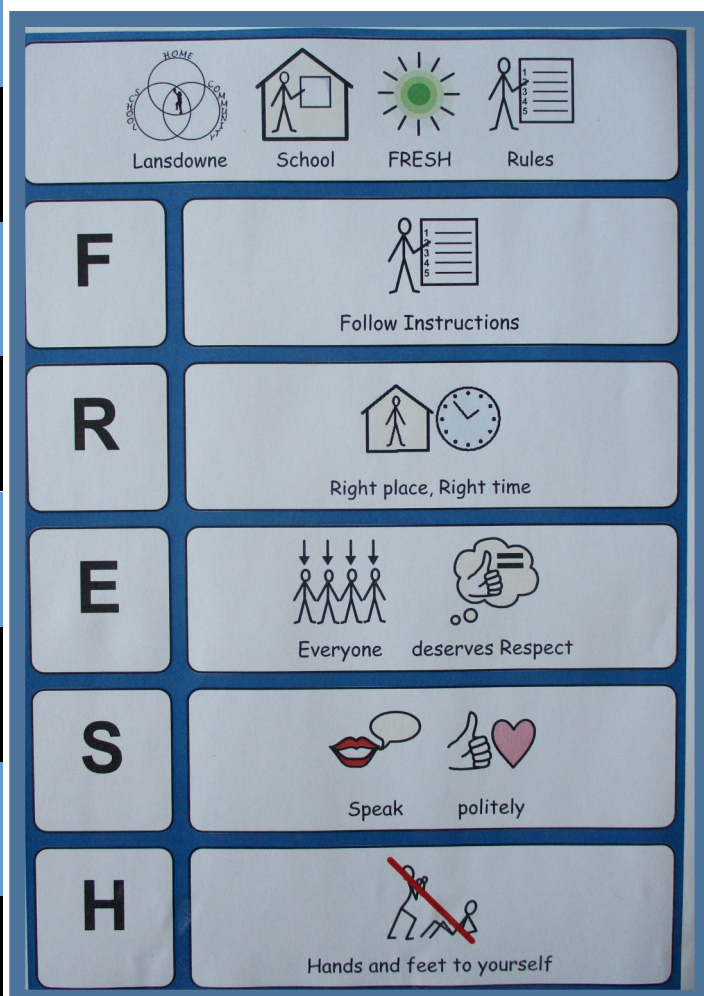 HOME
SCHOOL
COMMUNITY
1
2
3
4
5
Lansdowne School FRESH Rules
F
1
2
3
4
5
Follow Instructions
R
Right place, Right time
E
Everyone deserves Respect
S
Speak politely
H
Hands and feet to yourself